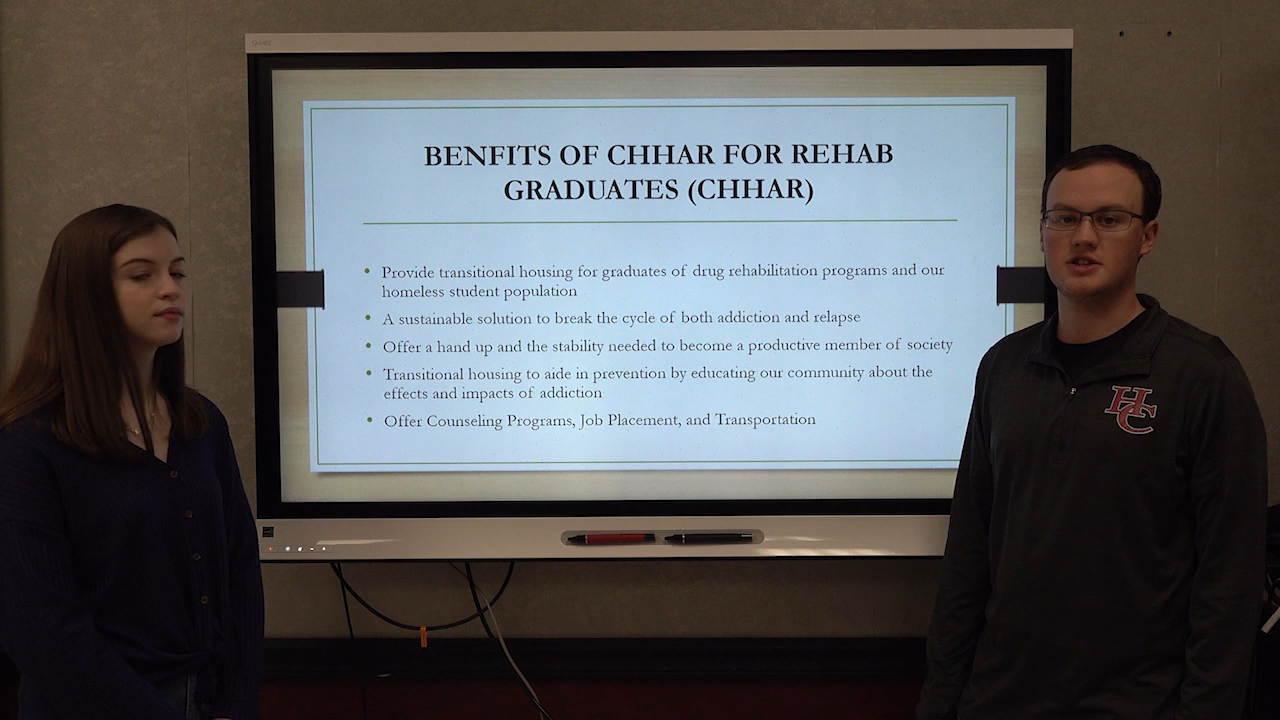 SMART
BENFITS OF CHHAR FOR REHAB
GRADUATES (CHHAR)
• Provide transitional housing for graduates of drug rehabilitation programs and our
homeless student population
• A sustainable solution to break the cycle of both addiction and relapse
• Offer a hand up and the stability needed to become a productive member of society
• Transitional housing to aide in prevention by educating our community about the
effects and impacts of addiction
• Offer Counseling Programs, Job Placement, and Transportation
HC